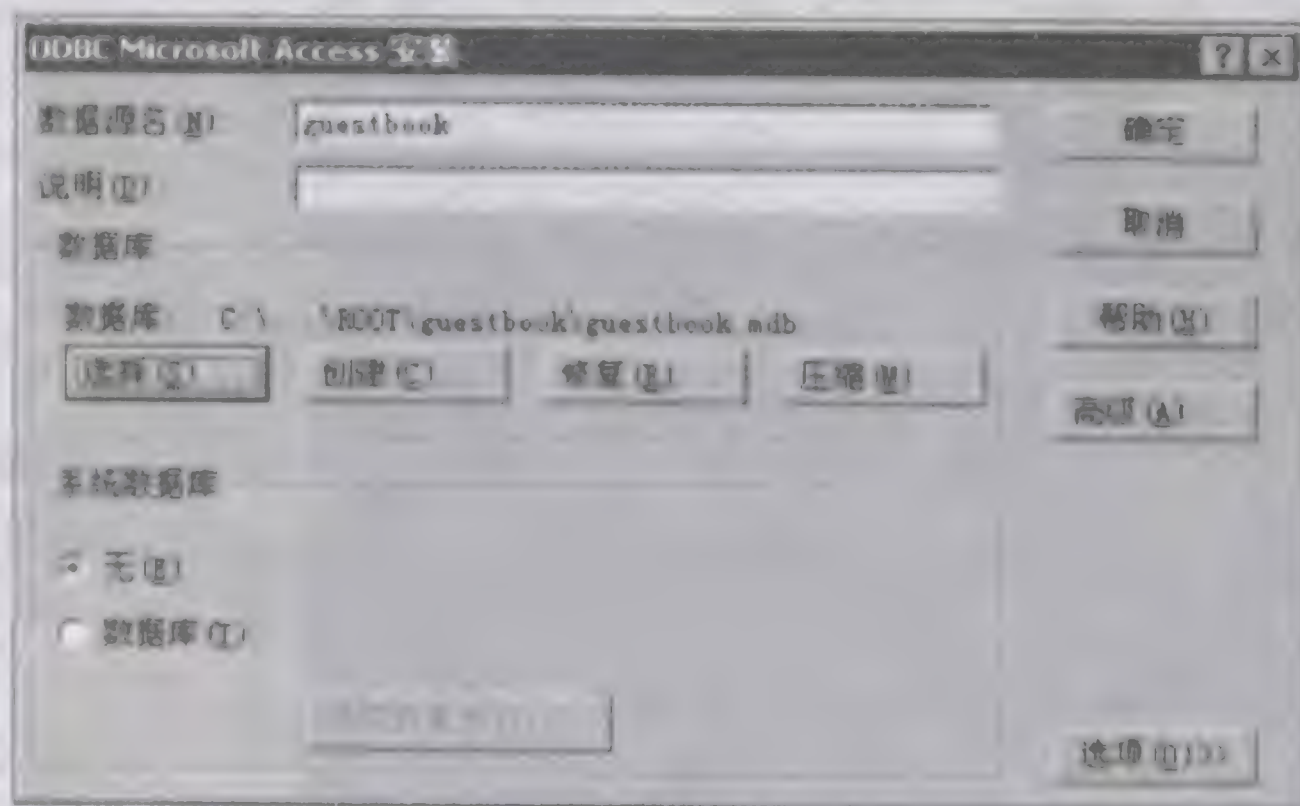 ODBC Microsoft Access 安装
数据源名(N)
guestbook
确定
说明(D)
取消
数据库
数据库 C:\ \ROOT\guestbook\guestbook.mdb
帮助(H)
选择(S) 创建(C) 修复(R) 压缩(M)
高级(A)
系统数据库
无(E)
数据库(T)
选项(O)>>